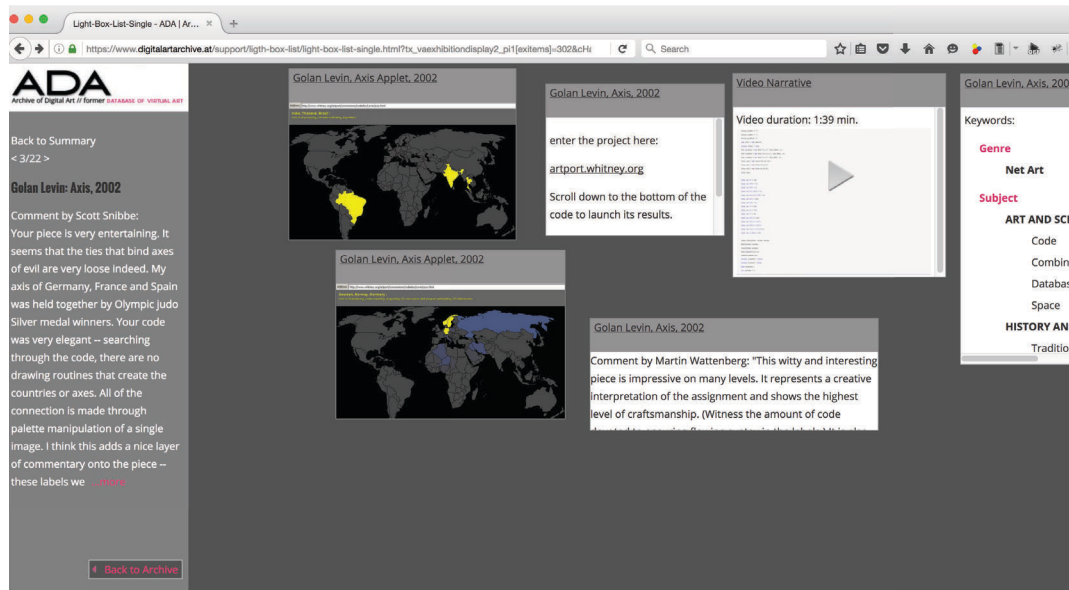 Light-Box-List-Single - ADA | Ar...
https://www.digitalartarchive.at/support/ligth-box-list/light-box-list-single.html?tx_vaexhibitiondisplay2_pi1[exitems]=302&cHa
Search
ADA
Archive of Digital Art // former DATABASE OF VIRTUAL ART
Back to Summary
< 3/22 >
Golan Levin: Axis, 2002
Comment by Scott Snibbe:
Your piece is very entertaining. It
seems that the ties that bind axes
of evil are very loose indeed. My
axis of Germany, France and Spain
was held together by Olympic judo
Silver medal winners. Your code
was very elegant -- searching
through the code, there are no
drawing routines that create the
countries or axes. All of the
connection is made through
palette manipulation of a single
image. I think this adds a nice layer
of commentary onto the piece --
these labels we ...more
Back to Archive
Golan Levin, Axis Applet, 2002
Golan Levin, Axis Applet, 2002
Golan Levin, Axis, 2002
enter the project here:
artport.whitney.org
Scroll down to the bottom of the
code to launch its results.
Video Narrative
Video duration: 1:39 min.
Golan Levin, Axis, 2002
Comment by Martin Wattenberg: "This witty and interesting
piece is impressive on many levels. It represents a creative
interpretation of the assignment and shows the highest
level of craftsmanship. (Witness the amount of code
Golan Levin, Axis, 200
Keywords:
Genre
Net Art
Subject
ART AND SCI
Code
Combin
Databas
Space
HISTORY AN
Traditio